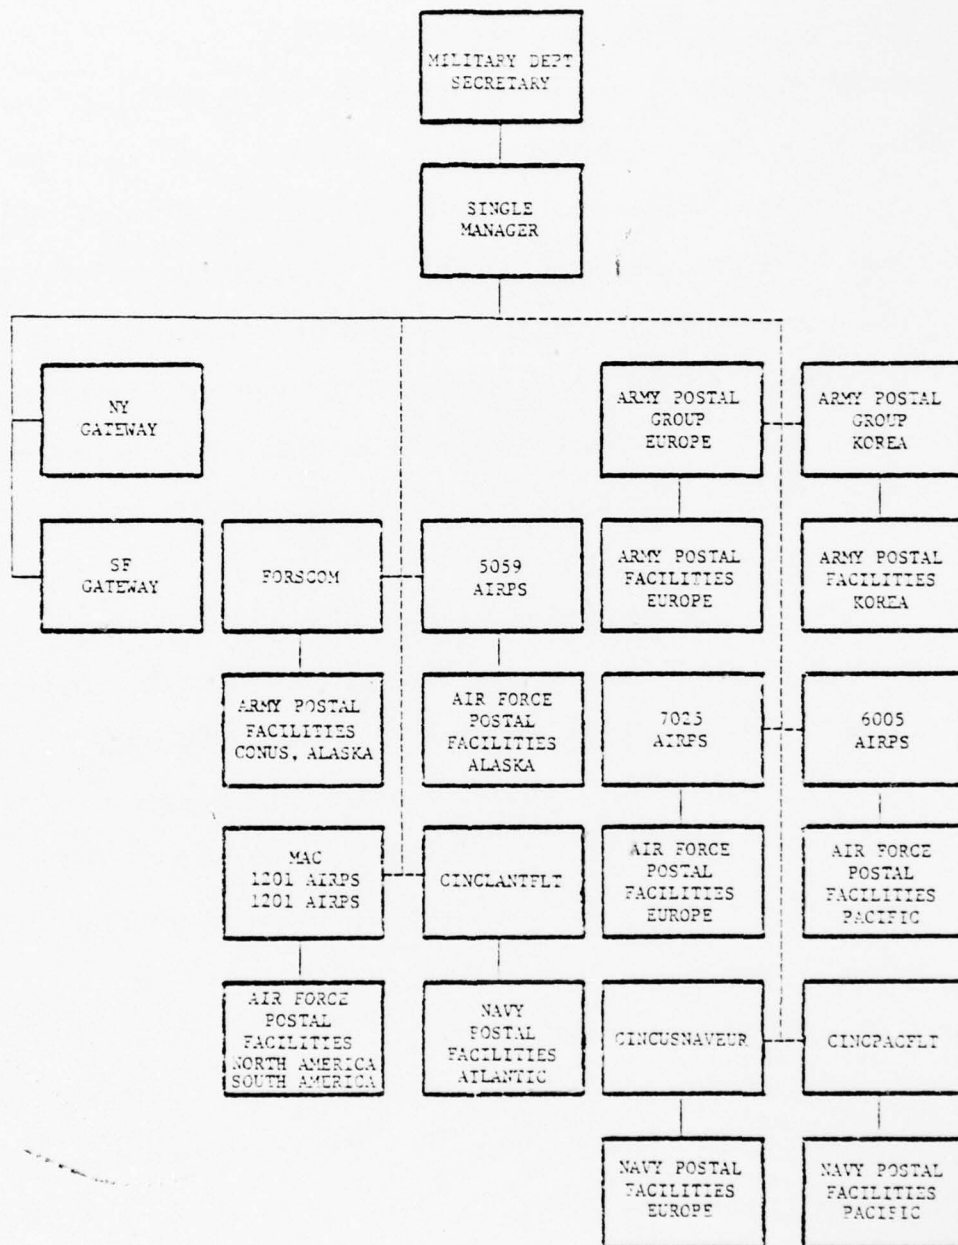 MILITARY DEPT
SECRETARY
SINGLE
MANAGER
NY
GATEWAY
ARMY POSTAL
GROUP
EUROPE
ARMY POSTAL
GROUP
KOREA
SF
GATEWAY
FORSCOM
5059
AIRPS
ARMY POSTAL
FACILITIES
EUROPE
ARMY POSTAL
FACILITIES
KOREA
ARMY POSTAL
FACILITIES
CONUS, ALASKA
AIR FORCE
POSTAL
FACILITIES
ALASKA
7025
AIRPS
6005
AIRPS
MAC
1201 AIRPS
1201 AIRPS
CINCLANTFLT
AIR FORCE
POSTAL
FACILITIES
EUROPE
AIR FORCE
POSTAL
FACILITIES
PACIFIC
AIR FORCE
POSTAL
FACILITIES
NORTH AMERICA
SOUTH AMERICA
NAVY
POSTAL
FACILITIES
ATLANTIC
CINCUSNAVEUR
CINCPACFLT
NAVY POSTAL
FACILITIES
EUROPE
NAVY POSTAL
FACILITIES
PACIFIC